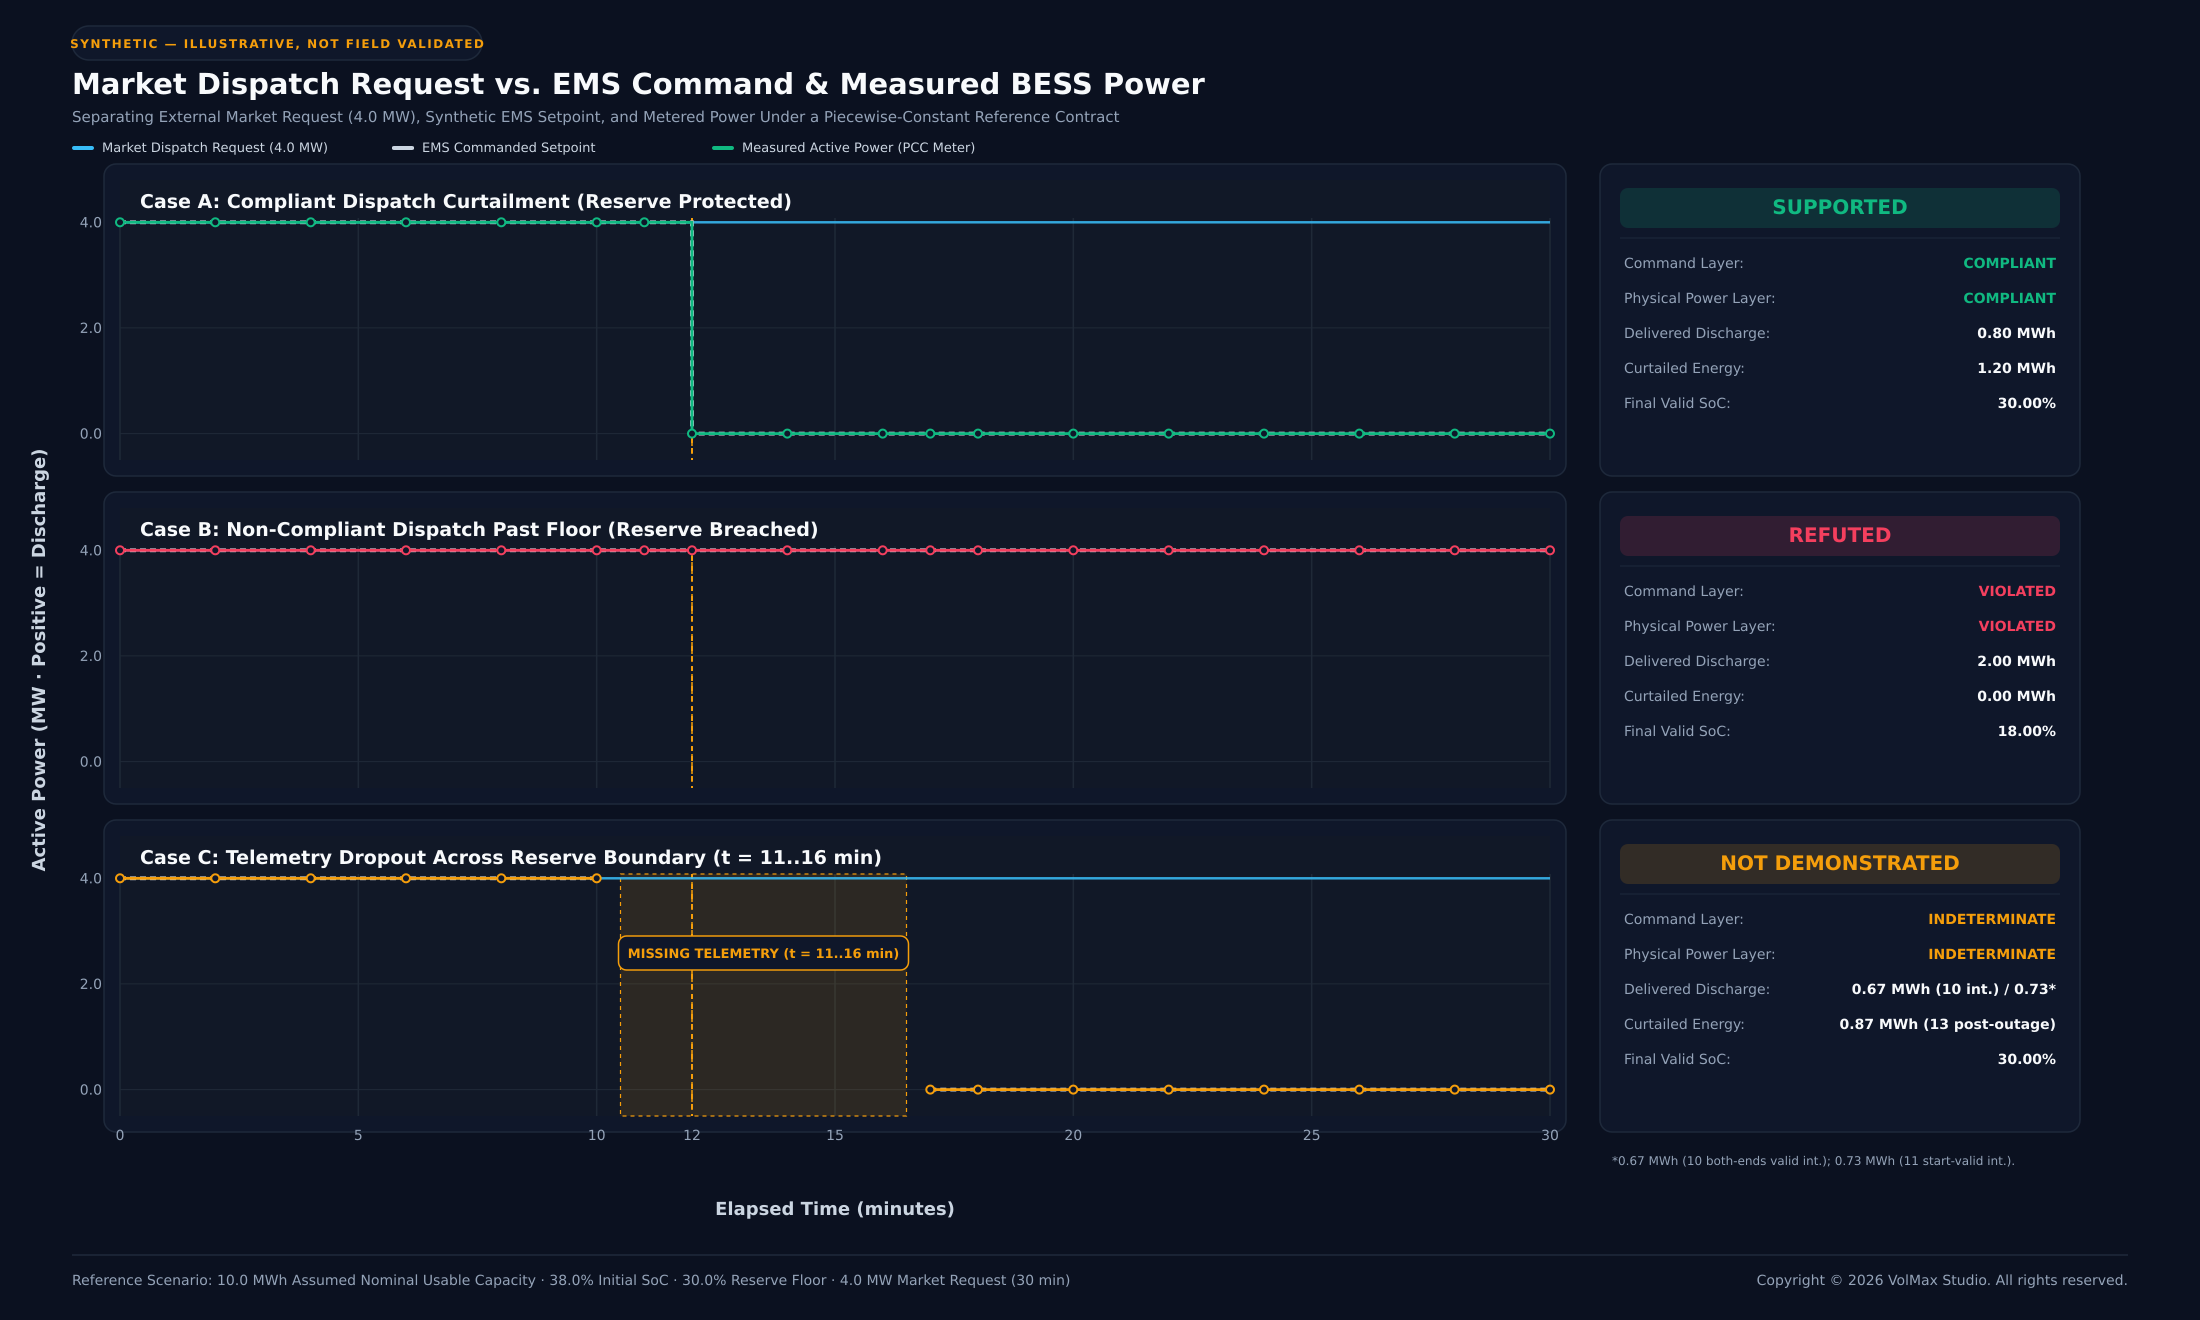 SYNTHETIC — ILLUSTRATIVE, NOT FIELD VALIDATED
Market Dispatch Request vs. EMS Command & Measured BESS Power
Separating External Market Request (4.0 MW), Synthetic EMS Setpoint, and Metered Power Under a Piecewise-Constant Reference Contract
Market Dispatch Request (4.0 MW)
EMS Commanded Setpoint
Measured Active Power (PCC Meter)
Active Power (MW · Positive = Discharge)
Case A: Compliant Dispatch Curtailment (Reserve Protected)
4.0
2.0
0.0
SUPPORTED
Command Layer: COMPLIANT
Physical Power Layer: COMPLIANT
Delivered Discharge: 0.80 MWh
Curtailed Energy: 1.20 MWh
Final Valid SoC: 30.00%
Case B: Non-Compliant Dispatch Past Floor (Reserve Breached)
4.0
2.0
0.0
REFUTED
Command Layer: VIOLATED
Physical Power Layer: VIOLATED
Delivered Discharge: 2.00 MWh
Curtailed Energy: 0.00 MWh
Final Valid SoC: 18.00%
Case C: Telemetry Dropout Across Reserve Boundary (t = 11..16 min)
4.0
MISSING TELEMETRY (t = 11..16 min)
2.0
0.0
0 5 10 12 15 20 25 30
NOT DEMONSTRATED
Command Layer: INDETERMINATE
Physical Power Layer: INDETERMINATE
Delivered Discharge: 0.67 MWh (10 int.) / 0.73*
Curtailed Energy: 0.87 MWh (13 post-outage)
Final Valid SoC: 30.00%
*0.67 MWh (10 both-ends valid int.); 0.73 MWh (11 start-valid int.).
Elapsed Time (minutes)
Reference Scenario: 10.0 MWh Assumed Nominal Usable Capacity · 38.0% Initial SoC · 30.0% Reserve Floor · 4.0 MW Market Request (30 min)
Copyright © 2026 VolMax Studio. All rights reserved.